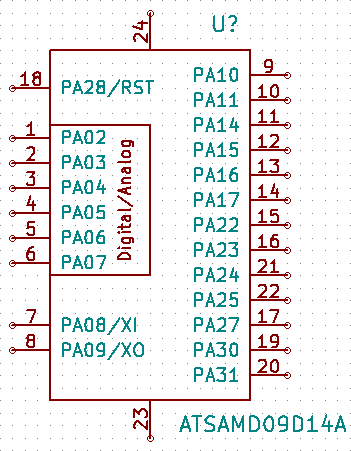 24
U?
18 PA28/RST
1 PA02
2 PA03
3 PA04
4 PA05
5 PA06
6 PA07
Digital/Analog
7 PA08/XI
8 PA09/XO
PA10 9
PA11 10
PA14 11
PA15 12
PA16 13
PA17 14
PA22 15
PA23 16
PA24 21
PA25 22
PA27 17
PA30 19
PA31 20
23
ATSAMD09D14A